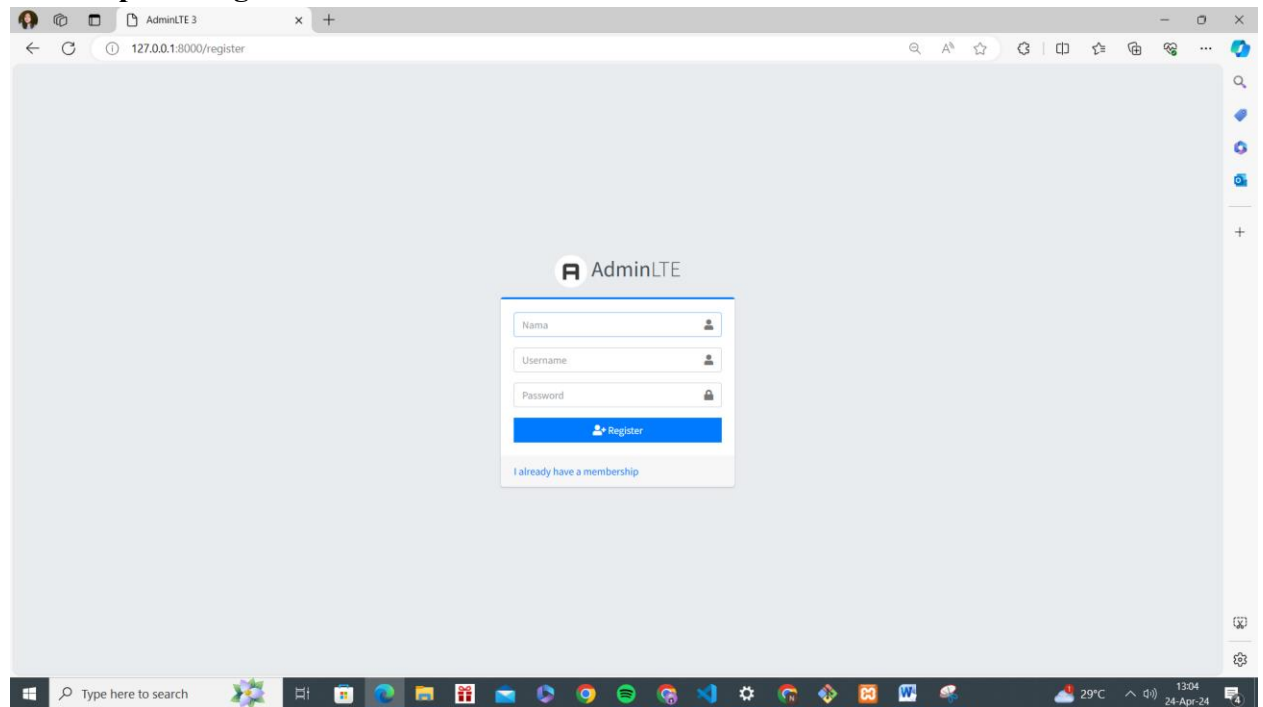 AdminLTE 3
127.0.0.1:8000/register
AdminLTE
Nama
Username
Password
Register
I already have a membership
Type here to search
29°C
13:04
24-Apr-24